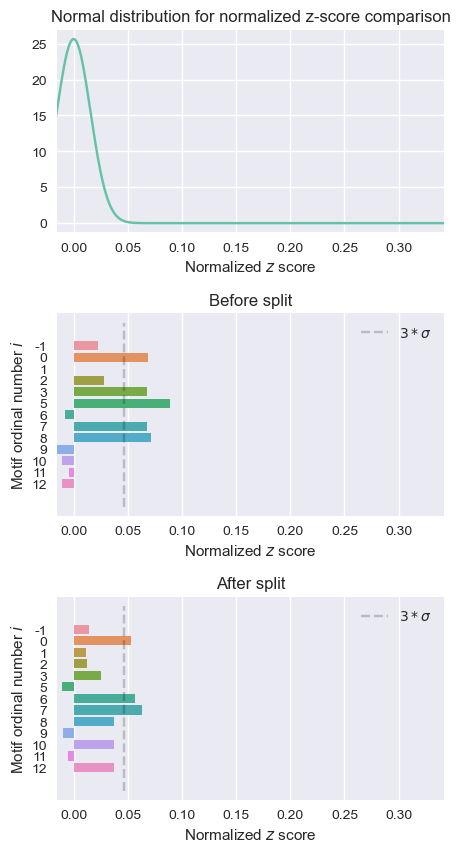 Normal distribution for normalized z-score comparison
25
20
15
10
5
0
0.00 0.05 0.10 0.15 0.20 0.25 0.30
Normalized z score
Before split
Motif ordinal number i
-1
0
1
2
3
5
6
7
8
9
10
11
12
3 * σ
0.00 0.05 0.10 0.15 0.20 0.25 0.30
Normalized z score
After split
Motif ordinal number i
-1
0
1
2
3
5
6
7
8
9
10
11
12
3 * σ
0.00 0.05 0.10 0.15 0.20 0.25 0.30
Normalized z score